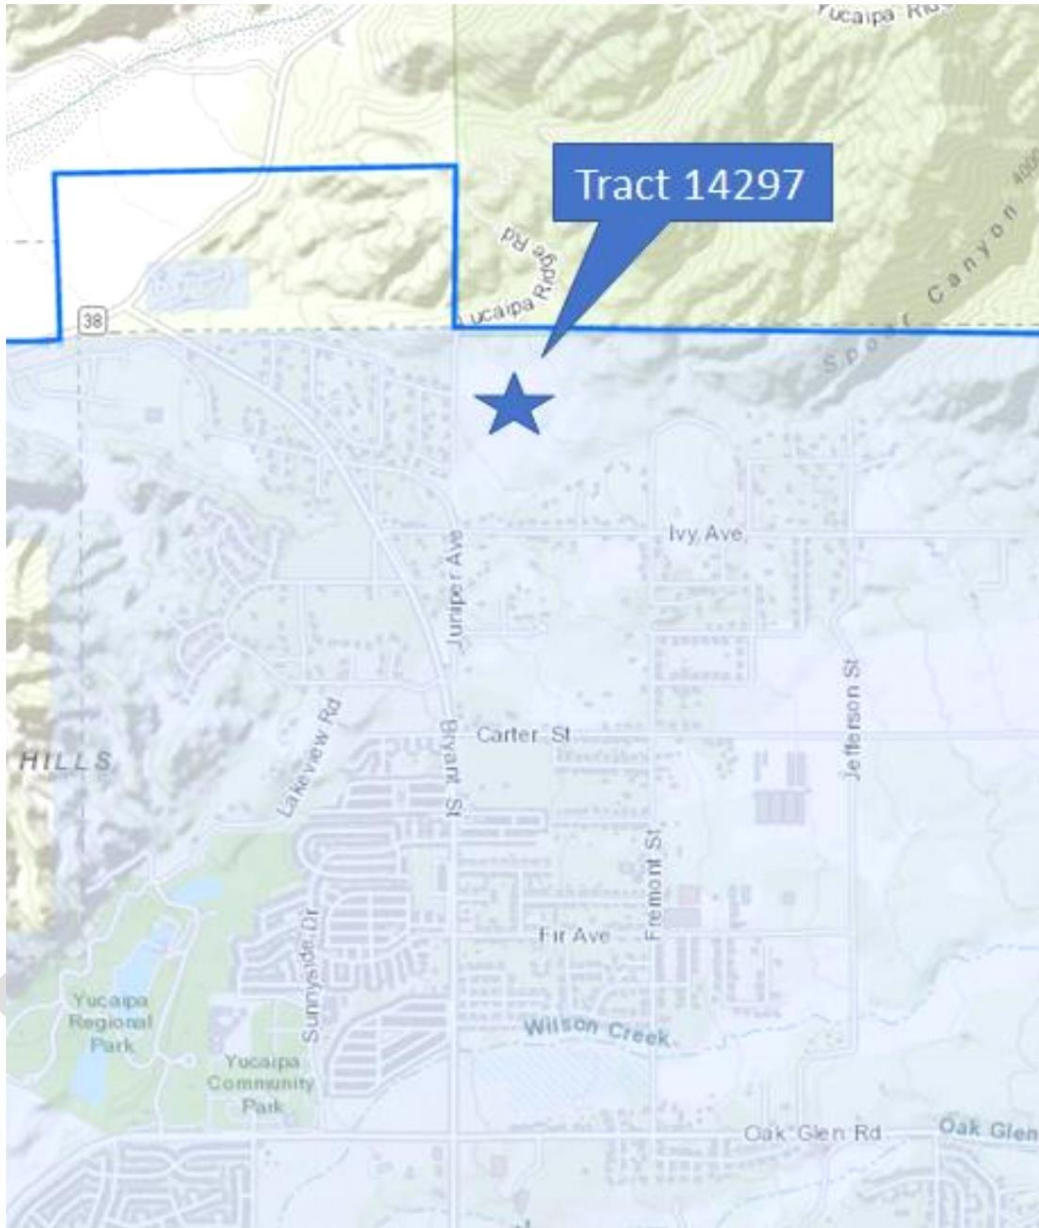 Yucaipa Ridge
Tract 14297
Yucaipa Ridge Rd
Spoor Canyon
4000
38
Ivy Ave
Juniper Ave
Jefferson St
Lakeview Rd
Bryant St
Carter St
HILLS
Fremont St
Fir Ave
Sunnyside Dr
Yucaipa
Regional
Park
Wilson Creek
Yucaipa
Community
Park
Oak Glen Rd
Oak Glen